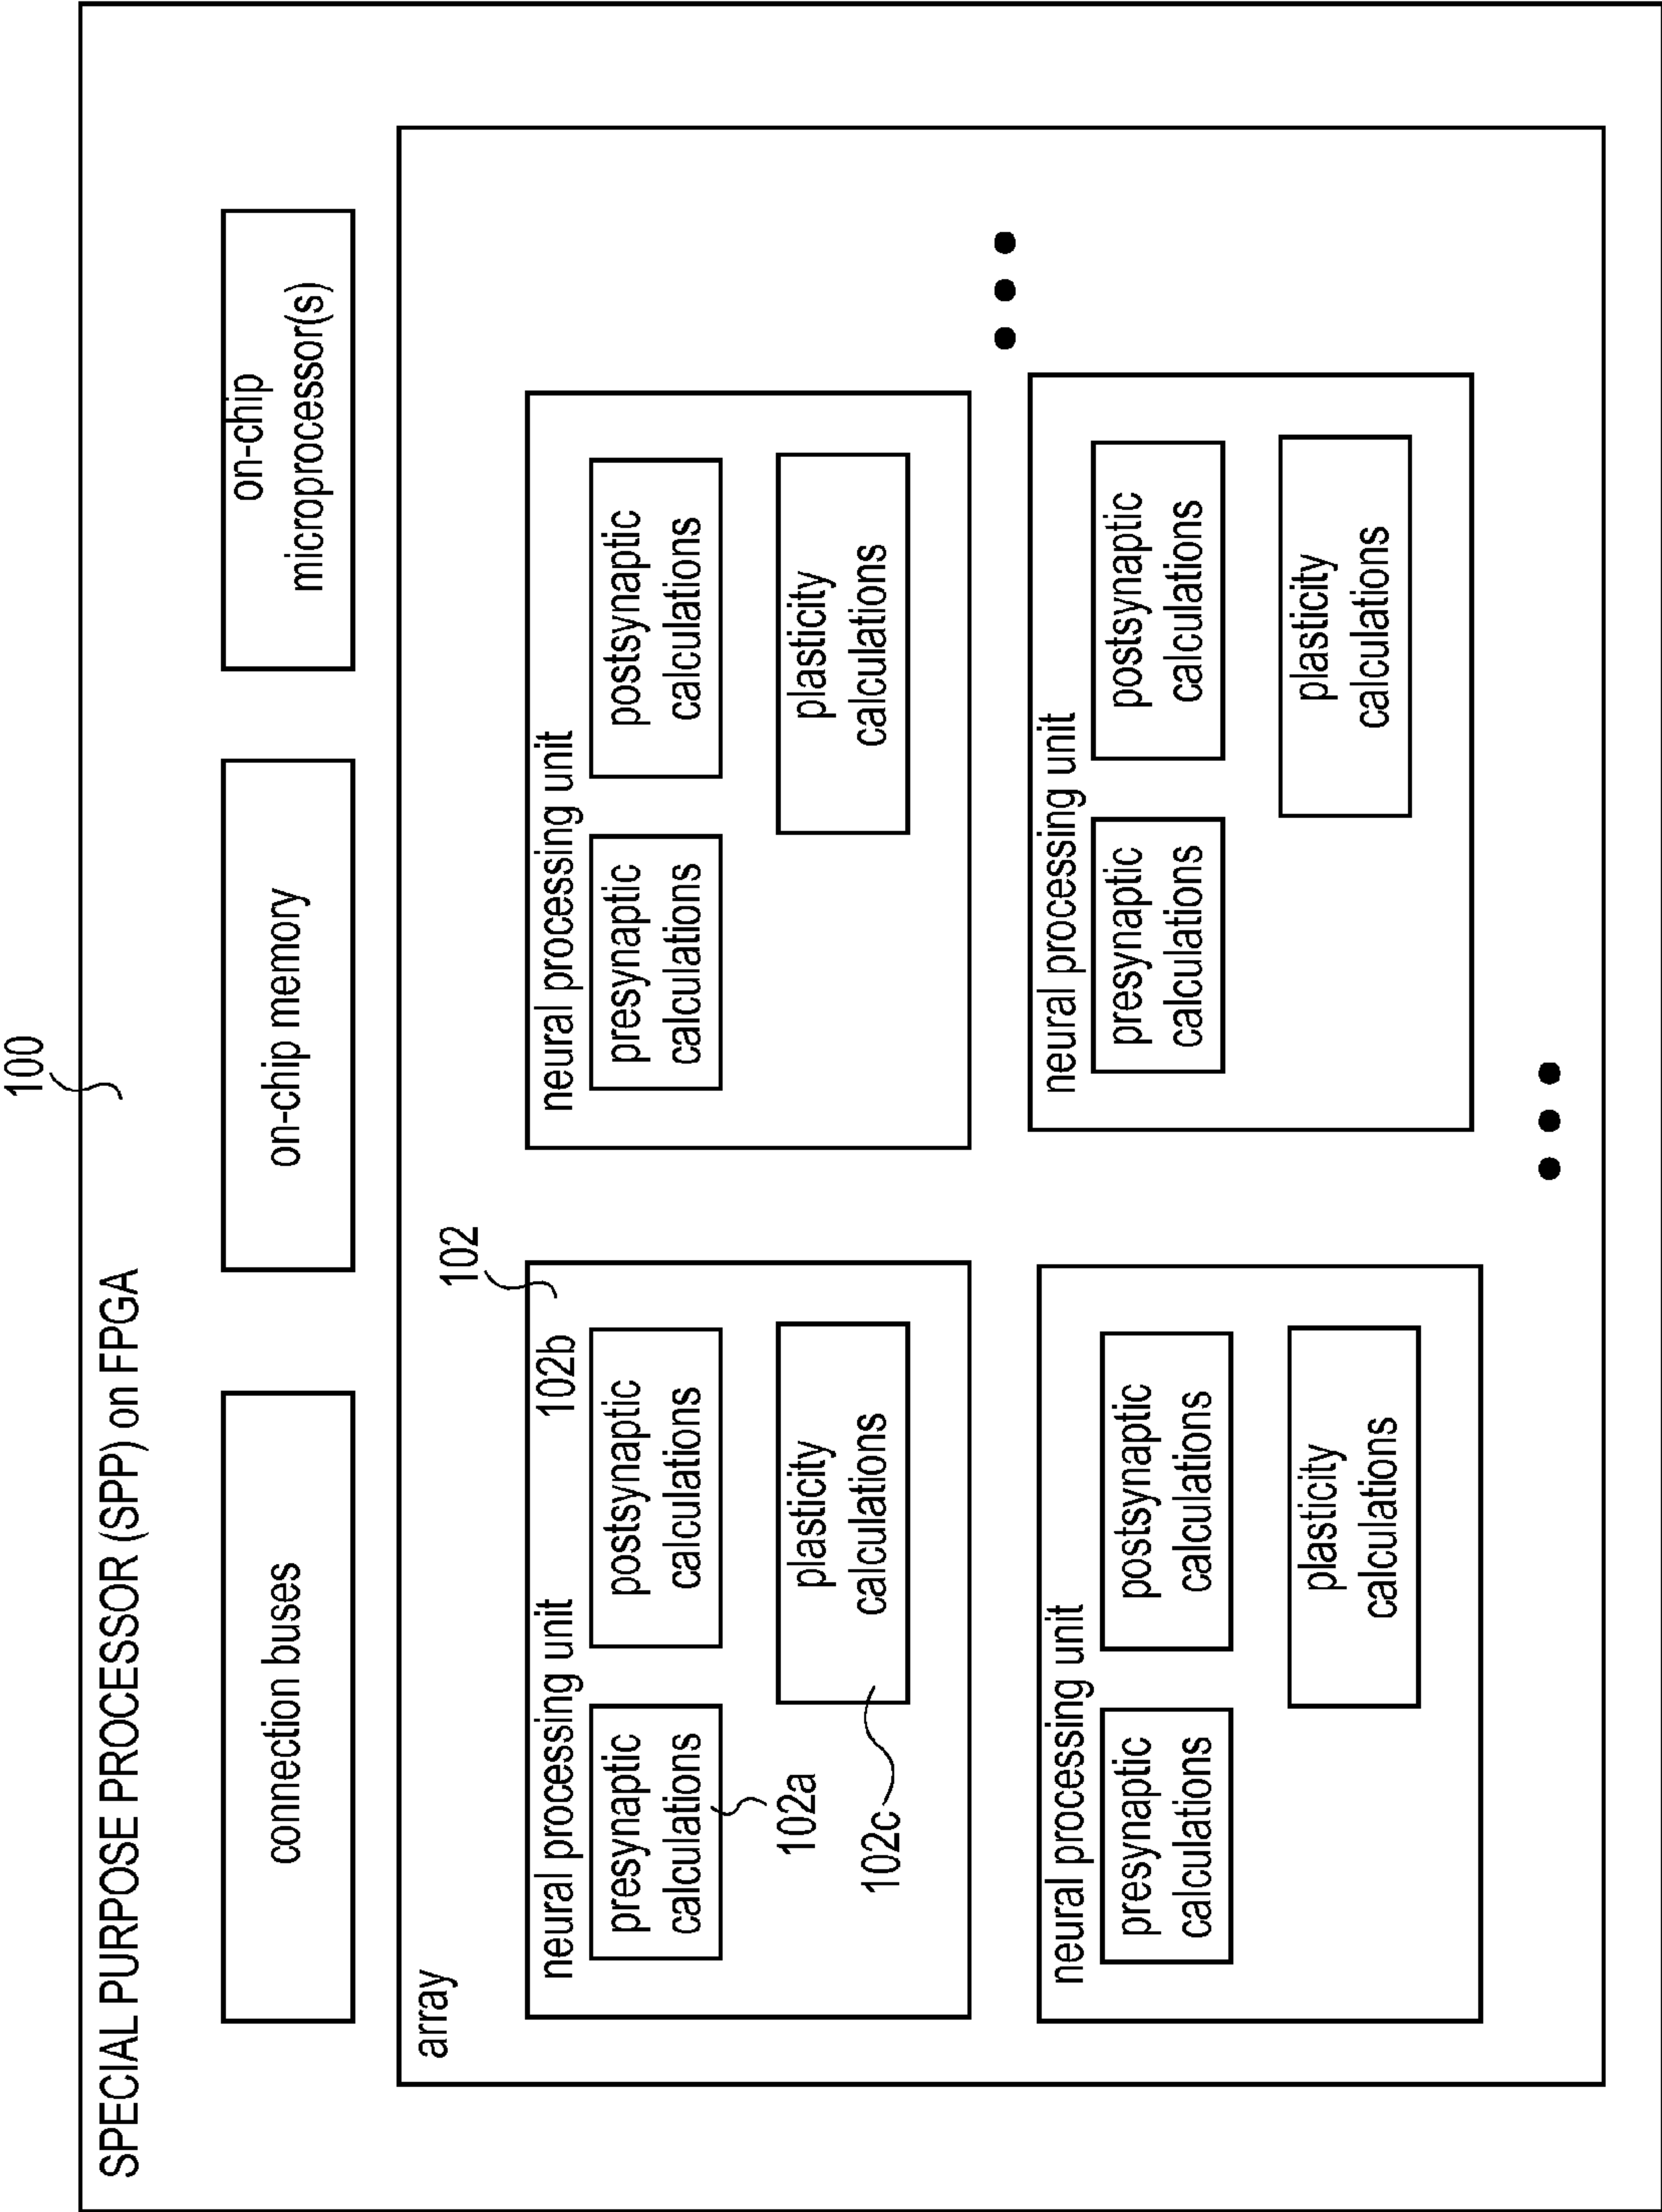 100
SPECIAL PURPOSE PROCESSOR (SPP) on FPGA
connection buses
on-chip memory
on-chip
microprocessor(s)
array
102
neural processing unit
102b
presynaptic
calculations
postsynaptic
calculations
102a
plasticity
calculations
102c
neural processing unit
presynaptic
calculations
postsynaptic
calculations
plasticity
calculations
neural processing unit
presynaptic
calculations
postsynaptic
calculations
plasticity
calculations
neural processing unit
presynaptic
calculations
postsynaptic
calculations
plasticity
calculations